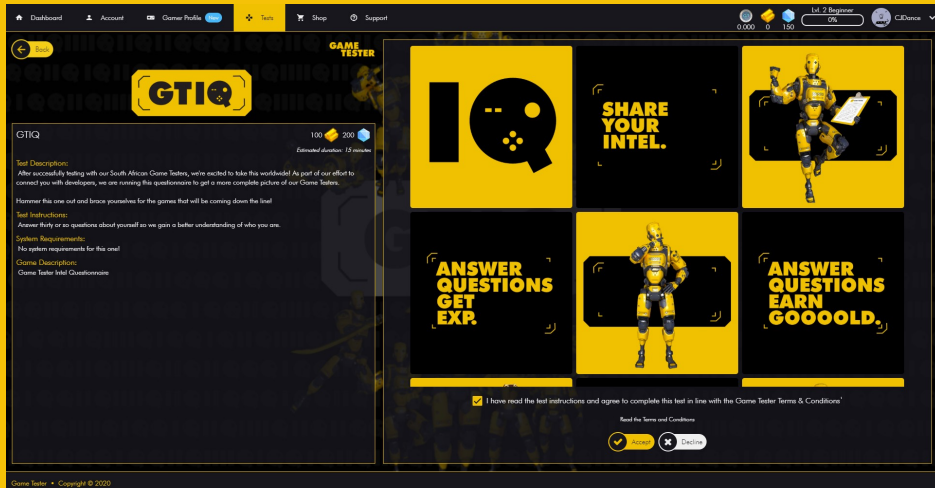 Dashboard Account Gamer Profile New Tests Shop Support
0.000 0 150 Lvl. 2 Beginner 0% CJDance
Back
GAME
TESTER
GTIQ
GTIQ 100 200
Estimated duration: 15 minutes
Test Description:
After successfully testing with our South African Game Testers, we're excited to take this worldwide! As part of our effort to
connect you with developers, we are running this questionnaire to get a more complete picture of our Game Testers.
Hammer this one out and brace yourselves for the games that will be coming down the line!
Test Instructions:
Answer thirty or so questions about yourself so we gain a better understanding of who you are.
System Requirements:
No system requirements for this one!
Game Description:
Game Tester Intel Questionnaire
IQ
SHARE
YOUR
INTEL.
ANSWER
QUESTIONS
GET
EXP.
ANSWER
QUESTIONS
EARN
GOOOOLD.
I have read the test instructions and agree to complete this test in line with the Game Tester Terms & Conditions*
Read the Terms and Conditions
Accept Decline
Game Tester • Copyright © 2020